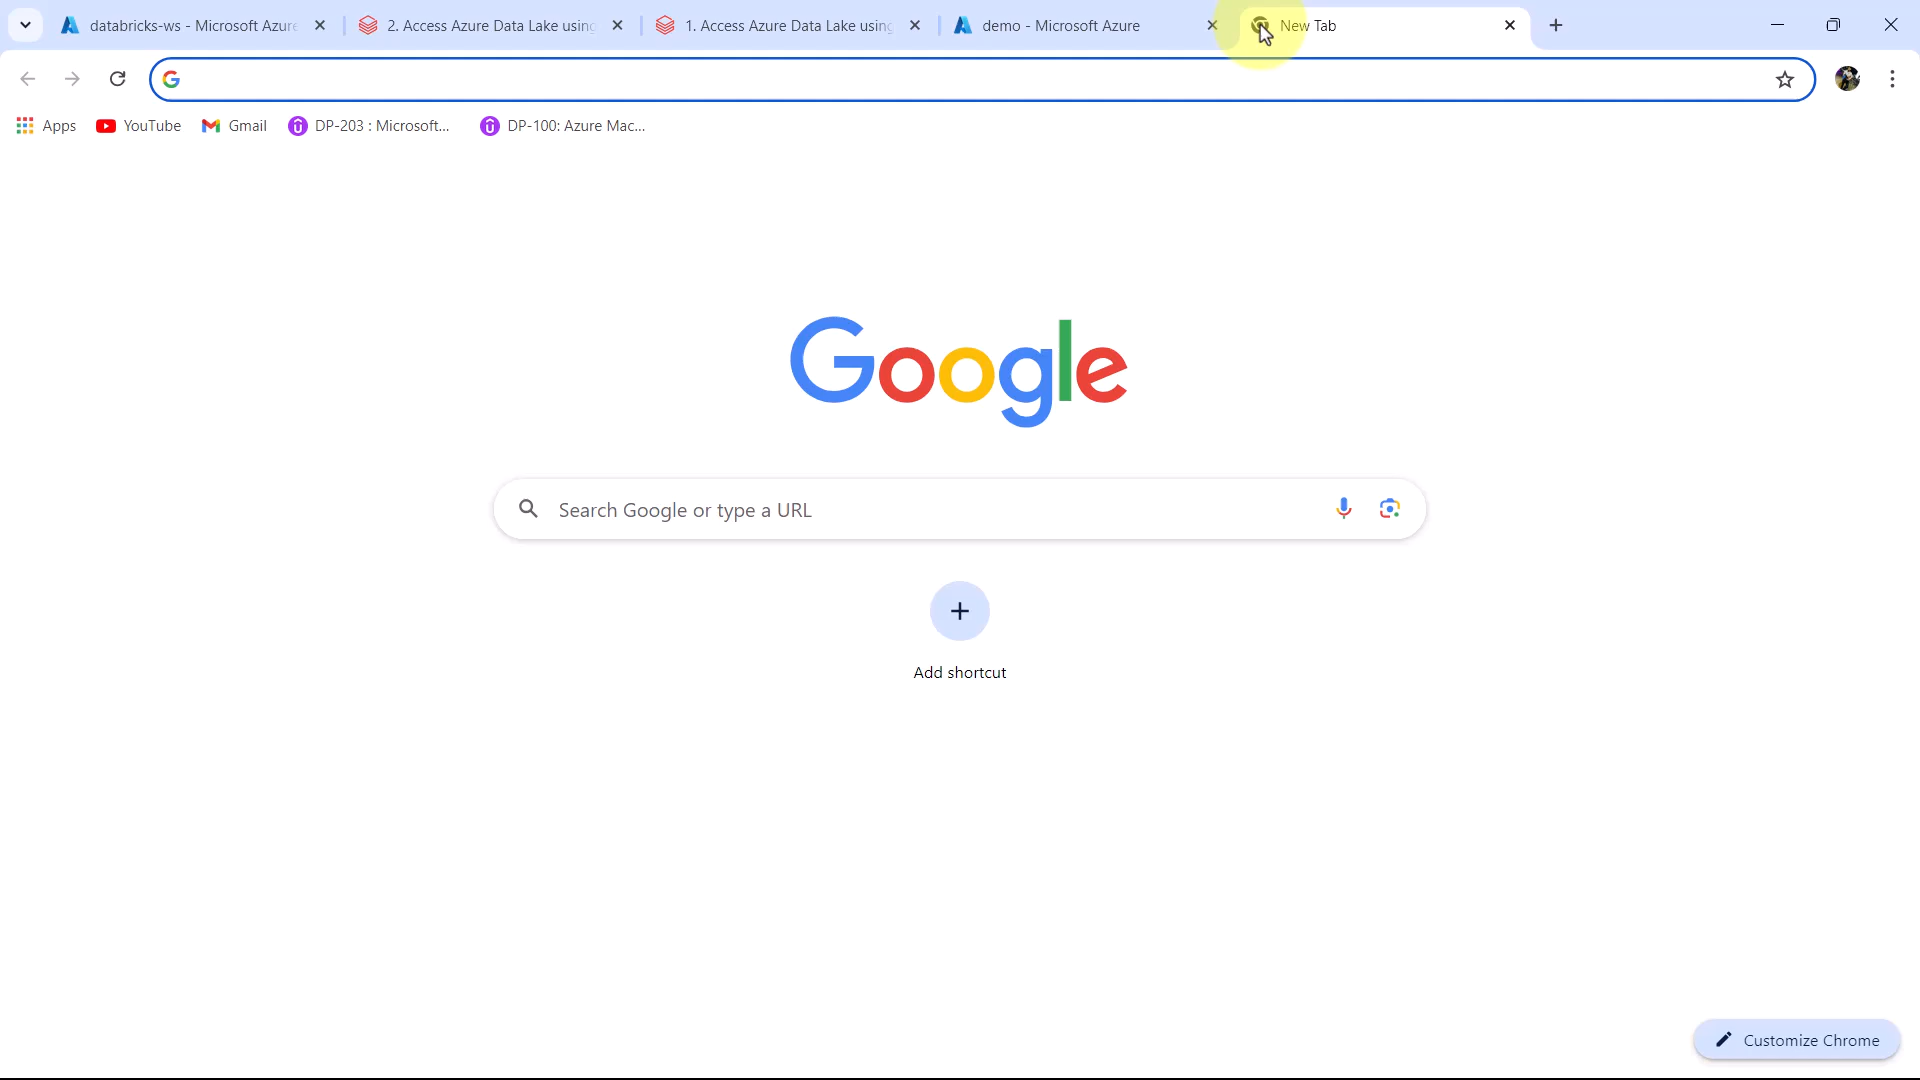 databricks-ws - Microsoft Azure
2. Access Azure Data Lake using
1. Access Azure Data Lake using
demo - Microsoft Azure
New Tab
Apps
YouTube
Gmail
DP-203 : Microsoft...
DP-100: Azure Mac...
Google
Search Google or type a URL
Add shortcut
Customize Chrome